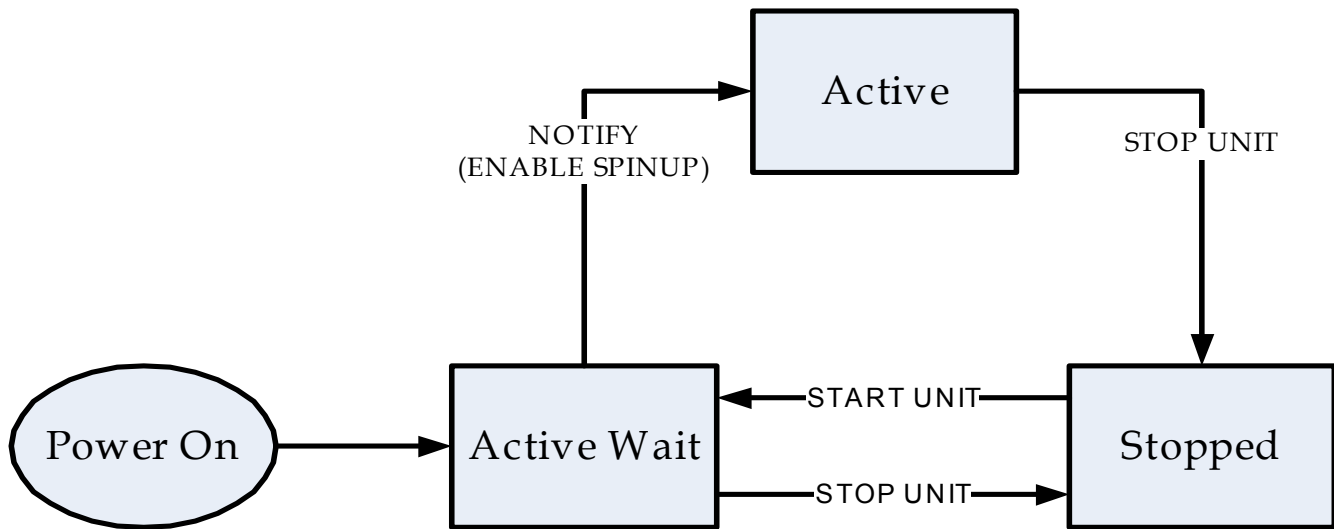 Active
NOTIFY
(ENABLE SPINUP)
STOP UNIT
Power On
Active Wait
START UNIT
STOP UNIT
Stopped